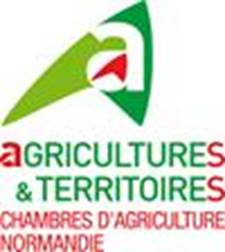 a
aGRICULTURES
& TERRITOIRES
CHAMBRES D'AGRICULTURE
NORMANDIE